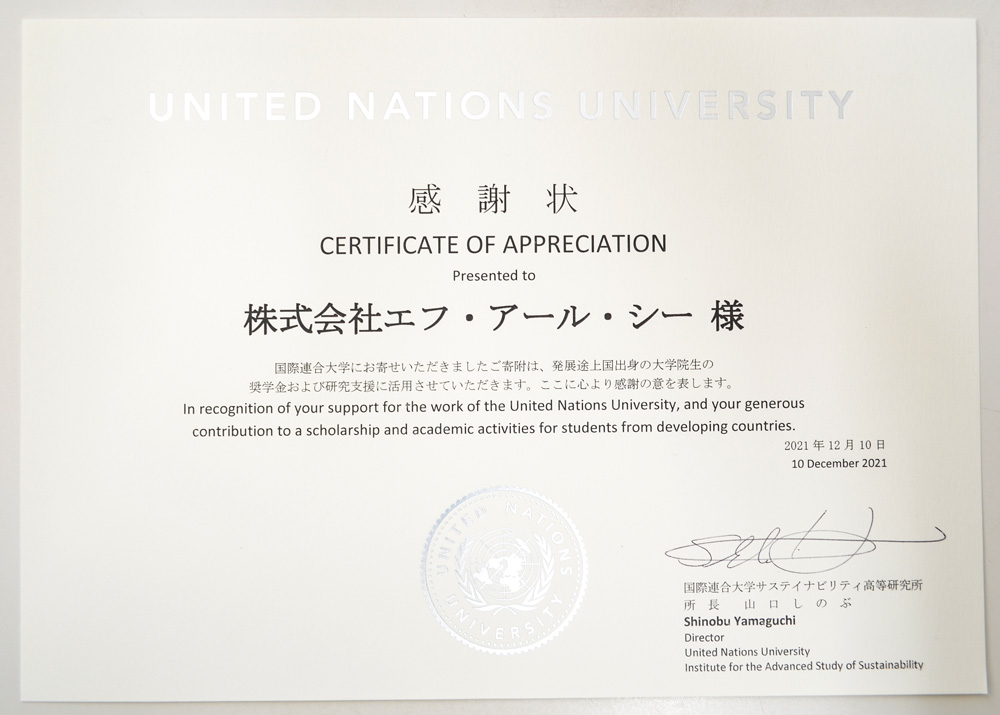 UNITED NATIONS UNIVERSITY
感 謝 状
CERTIFICATE OF APPRECIATION
Presented to
株式会社エフ・アール・シー 様
国際連合大学にお寄せいただきましたご寄附は、発展途上国出身の大学院生の
奨学金および研究支援に活用させていただきます。ここに心より感謝の意を表します。
In recognition of your support for the work of the United Nations University, and your generous
contribution to a scholarship and academic activities for students from developing countries.
2021 年 12 月 10 日
10 December 2021
UNITED NATIONS
UNIVERSITY
国際連合大学サステイナビリティ高等研究所
所 長 山 口 し の ぶ
Shinobu Yamaguchi
Director
United Nations University
Institute for the Advanced Study of Sustainability